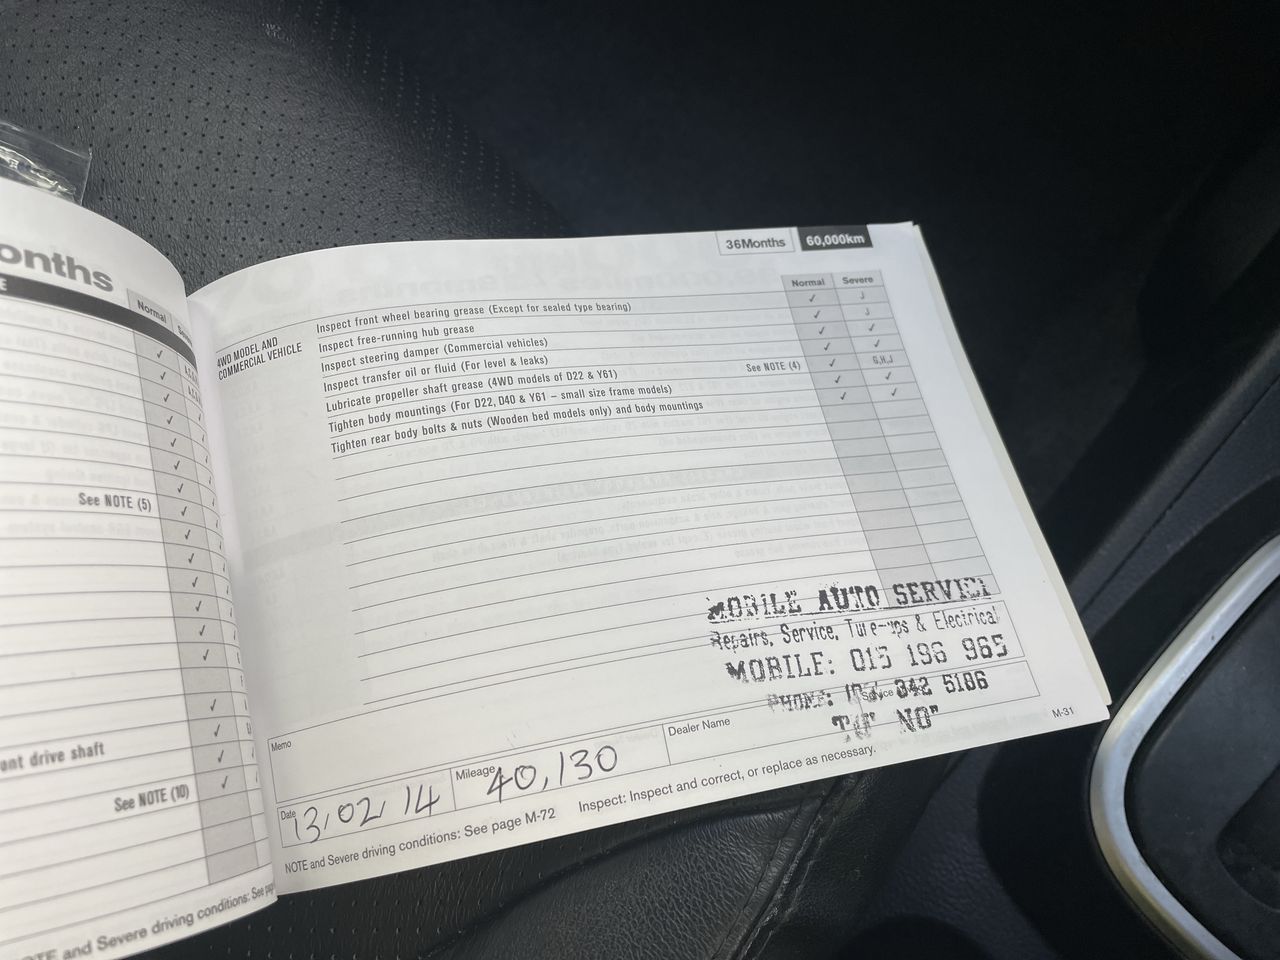 onths
Normal
See NOTE (5)
ont drive shaft
See NOTE (10)
NOTE and Severe driving conditions: See
36Months 60,000km
Normal Severe
4WD MODEL AND
COMMERCIAL VEHICLE
Inspect front wheel bearing grease (Except for sealed type bearing) ✓ J
Inspect free-running hub grease ✓ J
Inspect steering damper (Commercial vehicles) ✓ ✓
Inspect transfer oil or fluid (For level & leaks) ✓ ✓
Lubricate propeller shaft grease (4WD models of D22 & Y61) See NOTE (4) ✓ G,H,J
Tighten body mountings (For D22, D40 & Y61 – small size frame models) ✓ ✓
Tighten rear body bolts & nuts (Wooden bed models only) and body mountings ✓ ✓
MOBILE AUTO SERVICE
Repairs, Service, Tune-ups & Electrical
MOBILE: 015 196 965
PHONE: 342 5186
NO"
Memo
Date 13,02 14 Mileage 40,130 Dealer Name Service
NOTE and Severe driving conditions: See page M-72 Inspect: Inspect and correct, or replace as necessary.
M-31